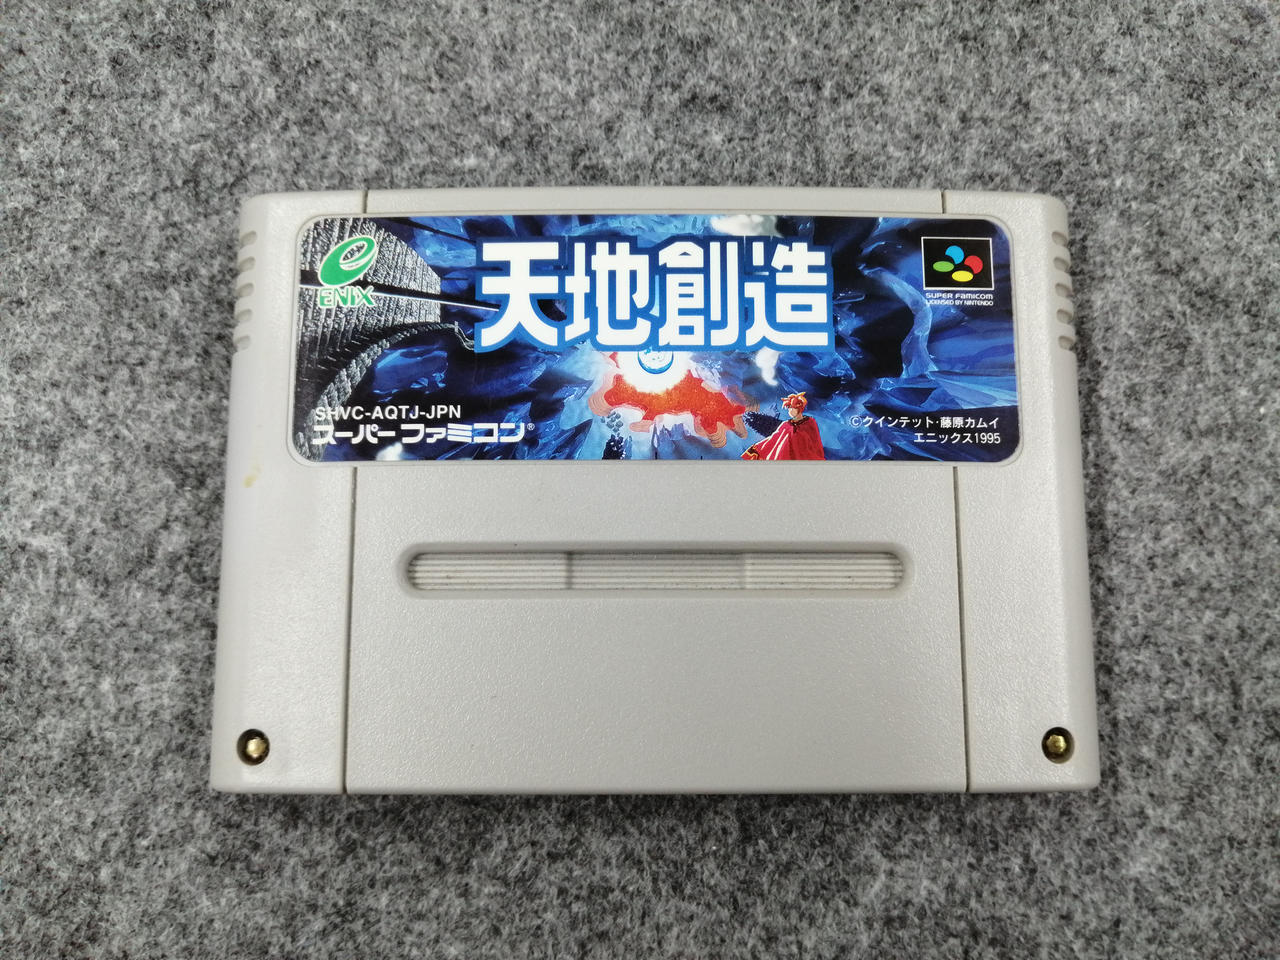 ENIX
天地創造
SUPER FAMICOM
LICENSED BY NINTENDO
SHVC-AQTJ-JPN
スーパーファミコン®
©クインテット・藤原カムイ
エニックス1995